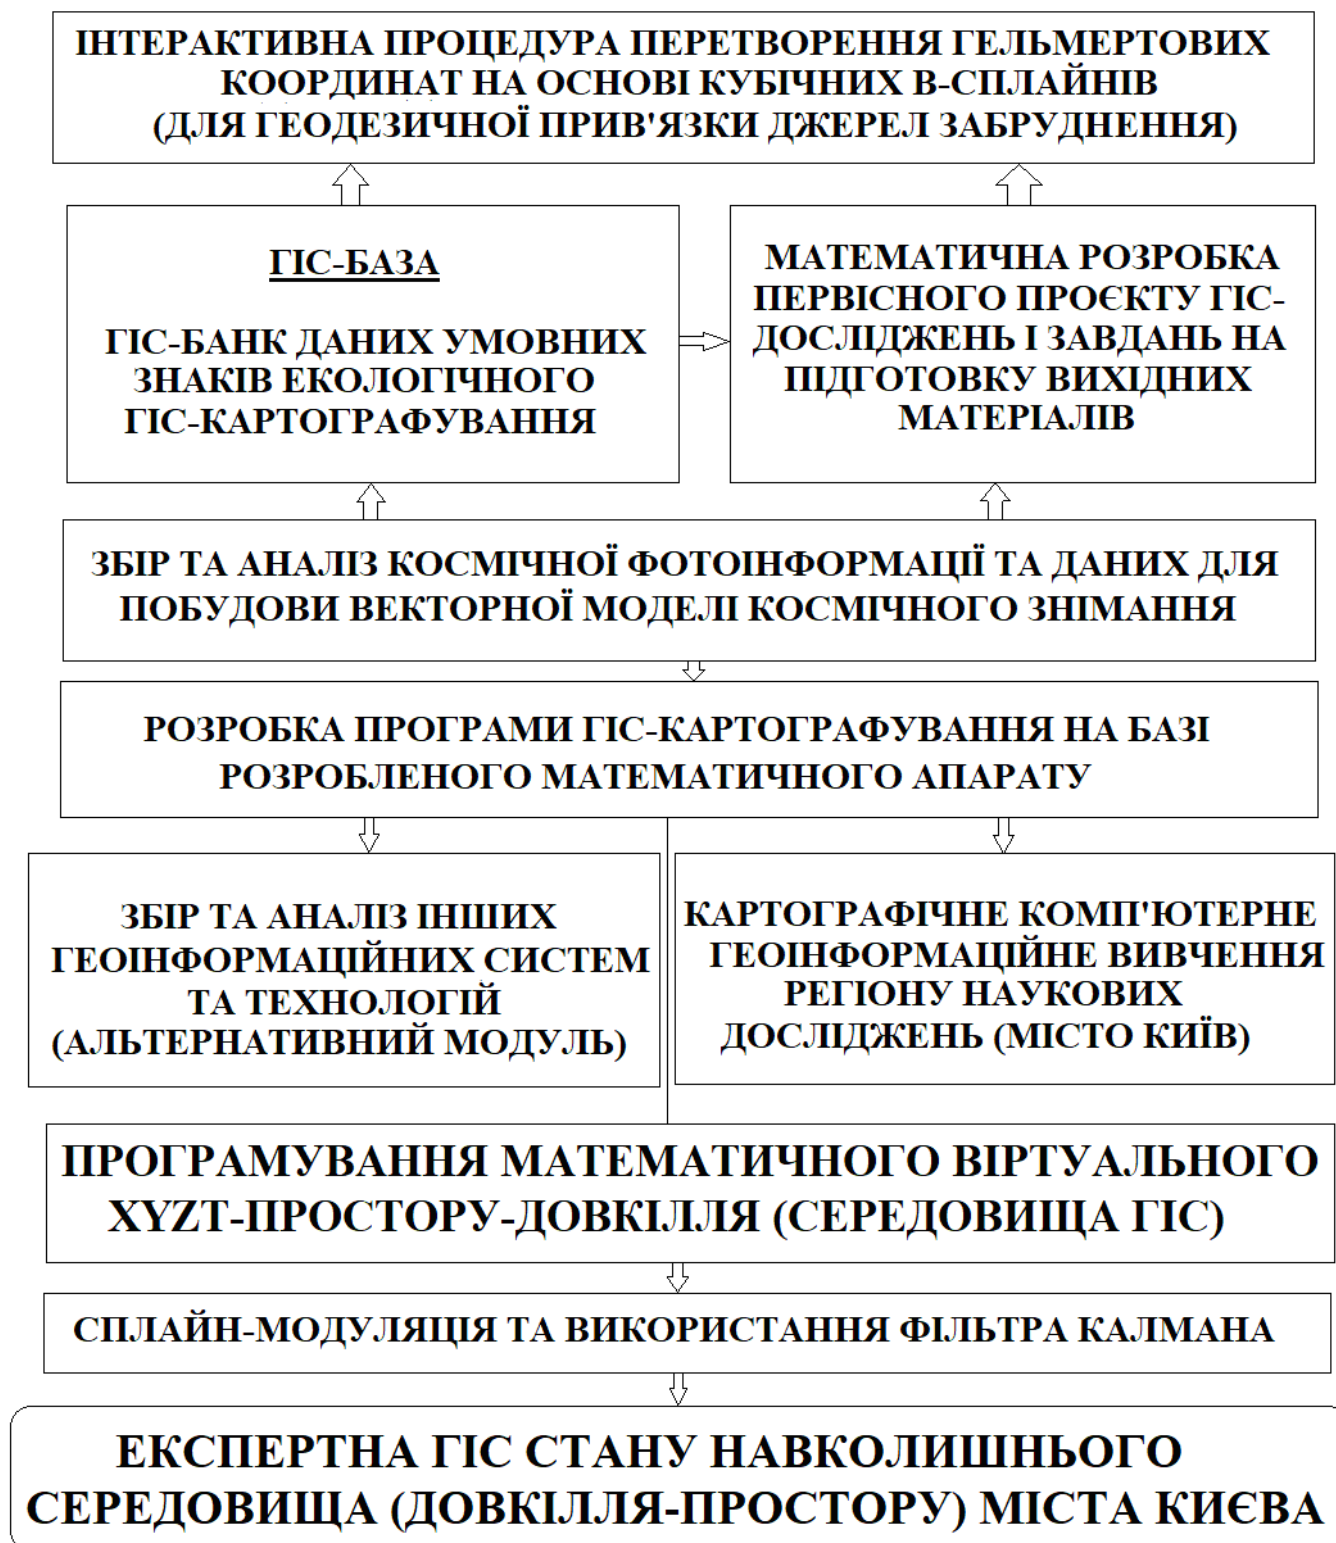 ІНТЕРАКТИВНА ПРОЦЕДУРА ПЕРЕТВОРЕННЯ ГЕЛЬМЕРТОВИХ
КООРДИНАТ НА ОСНОВІ КУБІЧНИХ В-СПЛАЙНІВ
(ДЛЯ ГЕОДЕЗИЧНОЇ ПРИВ'ЯЗКИ ДЖЕРЕЛ ЗАБРУДНЕННЯ)
ГІС-БАЗА
ГІС-БАНК ДАНИХ УМОВНИХ
ЗНАКІВ ЕКОЛОГІЧНОГО
ГІС-КАРТОГРАФУВАННЯ
МАТЕМАТИЧНА РОЗРОБКА
ПЕРВІСНОГО ПРОЄКТУ ГІС-
ДОСЛІДЖЕНЬ І ЗАВДАНЬ НА
ПІДГОТОВКУ ВИХІДНИХ
МАТЕРІАЛІВ
ЗБІР ТА АНАЛІЗ КОСМІЧНОЇ ФОТОІНФОРМАЦІЇ ТА ДАНИХ ДЛЯ
ПОБУДОВИ ВЕКТОРНОЇ МОДЕЛІ КОСМІЧНОГО ЗНІМАННЯ
РОЗРОБКА ПРОГРАМИ ГІС-КАРТОГРАФУВАННЯ НА БАЗІ
РОЗРОБЛЕНОГО МАТЕМАТИЧНОГО АПАРАТУ
ЗБІР ТА АНАЛІЗ ІНШИХ
ГЕОІНФОРМАЦІЙНИХ СИСТЕМ
ТА ТЕХНОЛОГІЙ
(АЛЬТЕРНАТИВНИЙ МОДУЛЬ)
КАРТОГРАФІЧНЕ КОМП'ЮТЕРНЕ
ГЕОІНФОРМАЦІЙНЕ ВИВЧЕННЯ
РЕГІОНУ НАУКОВИХ
ДОСЛІДЖЕНЬ (МІСТО КИЇВ)
ПРОГРАМУВАННЯ МАТЕМАТИЧНОГО ВІРТУАЛЬНОГО
XYZT-ПРОСТОРУ-ДОВКІЛЛЯ (СЕРЕДОВИЩА ГІС)
СПЛАЙН-МОДУЛЯЦІЯ ТА ВИКОРИСТАННЯ ФІЛЬТРА КАЛМАНА
ЕКСПЕРТНА ГІС СТАНУ НАВКОЛИШНЬОГО
СЕРЕДОВИЩА (ДОВКІЛЛЯ-ПРОСТОРУ) МІСТА КИЄВА